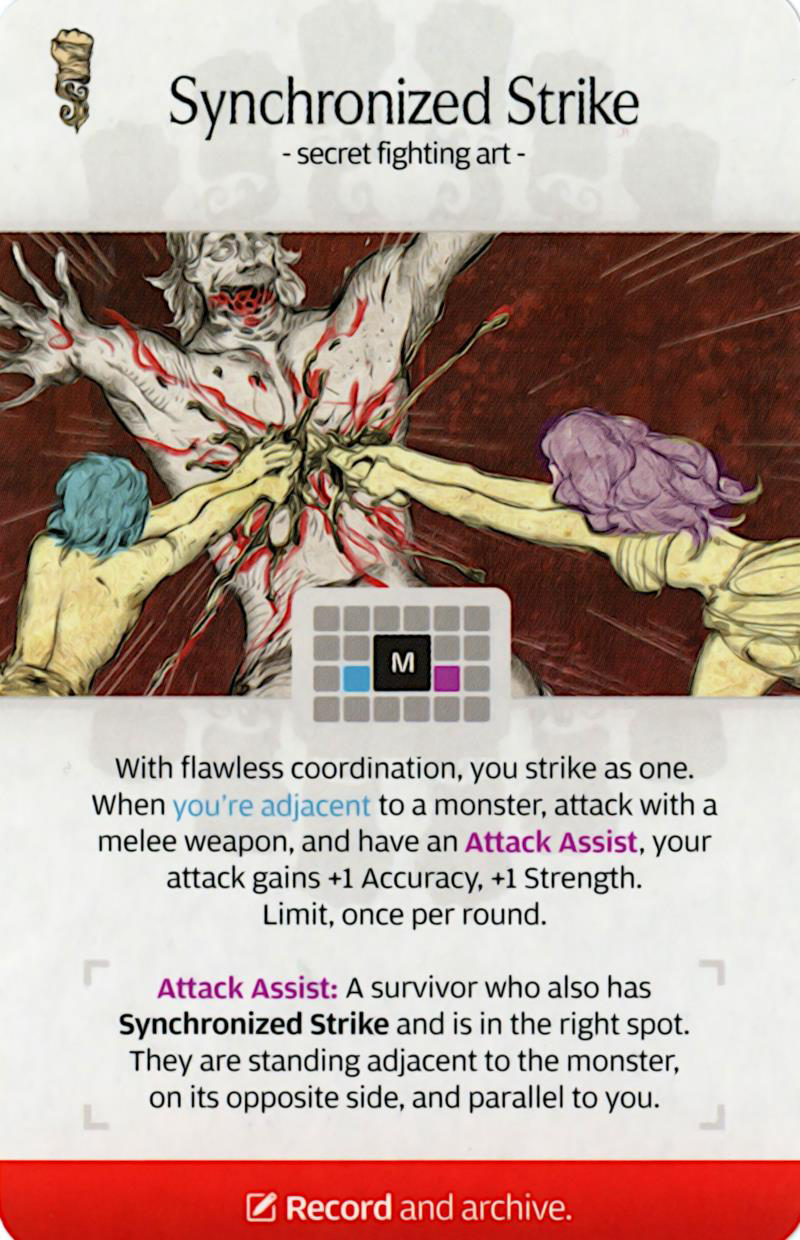 Synchronized Strike
- secret fighting art -
M
With flawless coordination, you strike as one.
When you're adjacent to a monster, attack with a
melee weapon, and have an Attack Assist, your
attack gains +1 Accuracy, +1 Strength.
Limit, once per round.
Attack Assist: A survivor who also has
Synchronized Strike and is in the right spot.
They are standing adjacent to the monster,
on its opposite side, and parallel to you.
Record and archive.